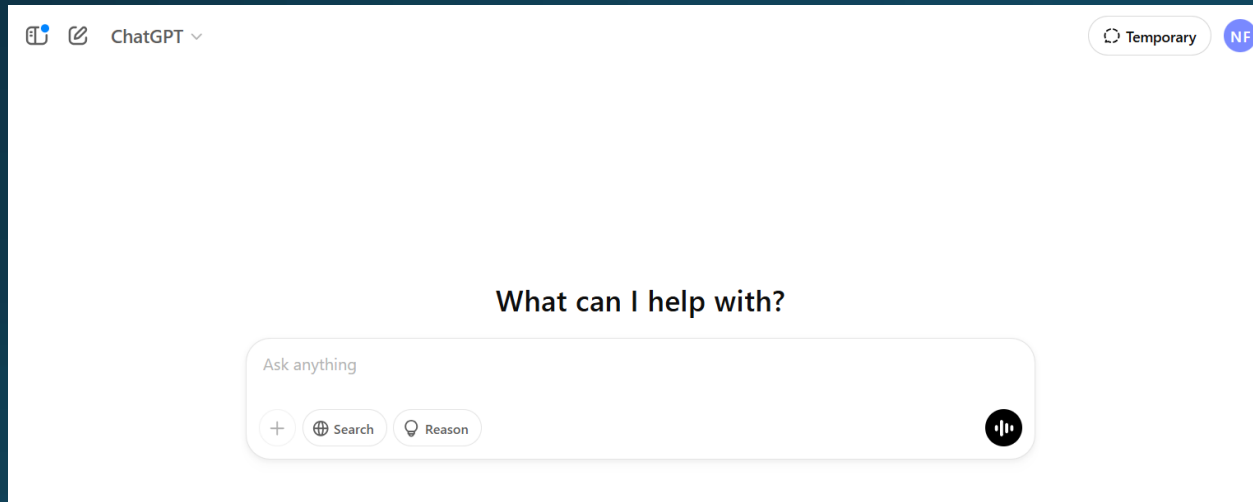 ChatGPT
Temporary
NF
What can I help with?
Ask anything
Search
Reason